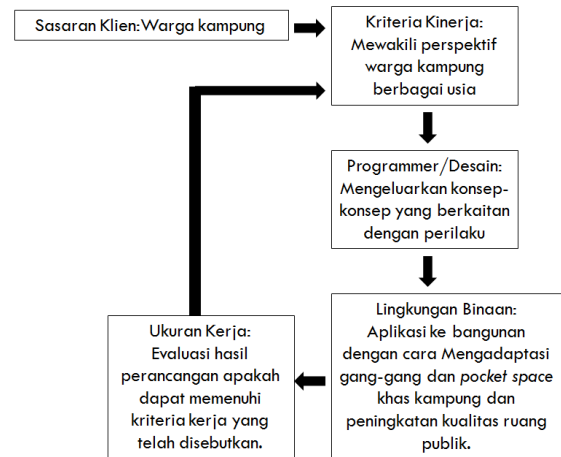 Sasaran Klien:Warga kampung
Kriteria Kinerja:
Mewakili perspektif
warga kampung
berbagai usia
Programmer/Desain:
Mengeluarkan konsep-
konsep yang berkaitan
dengan perilaku
Lingkungan Binaan:
Aplikasi ke bangunan
dengan cara Mengadaptasi
gang-gang dan pocket space
khas kampung dan
peningkatan kualitas ruang
publik.
Ukuran Kerja:
Evaluasi hasil
perancangan apakah
dapat memenuhi
kriteria kerja yang
telah disebutkan.